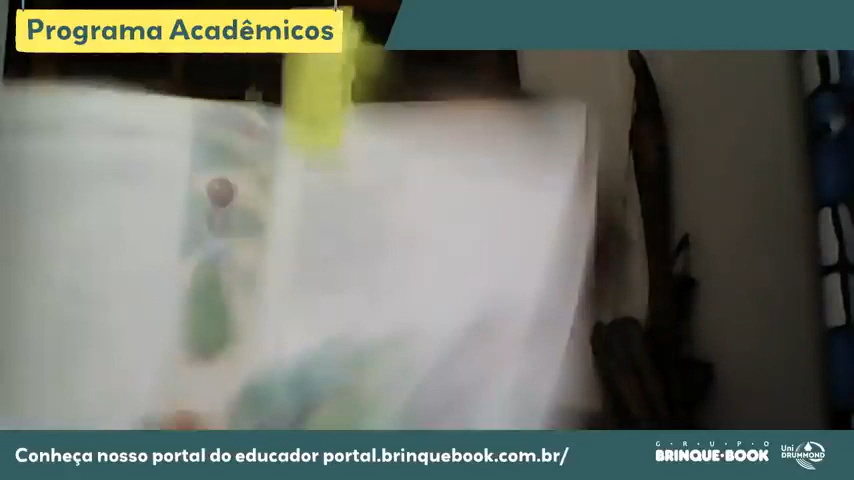 Programa Acadêmicos
Conheça nosso portal do educador portal.brinquebook.com.br/
G·R·U·P·O
BRINQUE·BOOK
Uni
DRUMMOND